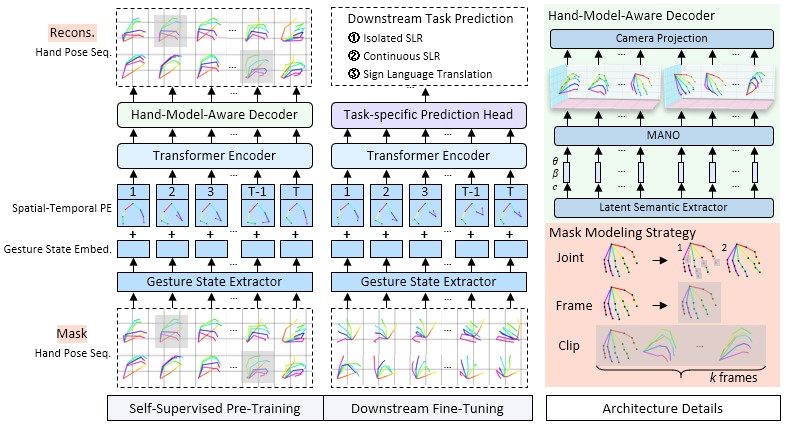 Recons.
Hand Pose Seq.
...
...
Hand-Model-Aware Decoder
...
Transformer Encoder
...
1 2 3 T-1 T
Spatial-Temporal PE
...
+ + + + +
Gesture State Embed.
...
Gesture State Extractor
...
Mask
Hand Pose Seq.
...
...
Self-Supervised Pre-Training
Downstream Task Prediction
① Isolated SLR
② Continuous SLR
③ Sign Language Translation
...
Task-specific Prediction Head
...
Transformer Encoder
...
1 2 3 T-1 T
...
+ + + + +
...
Gesture State Extractor
...
...
...
Downstream Fine-Tuning
Hand-Model-Aware Decoder
Camera Projection
... ...
... ...
MANO
θ
β
c
... ...
Latent Semantic Extractor
Mask Modeling Strategy
Joint
1 2
Frame
Clip
...
k frames
Architecture Details